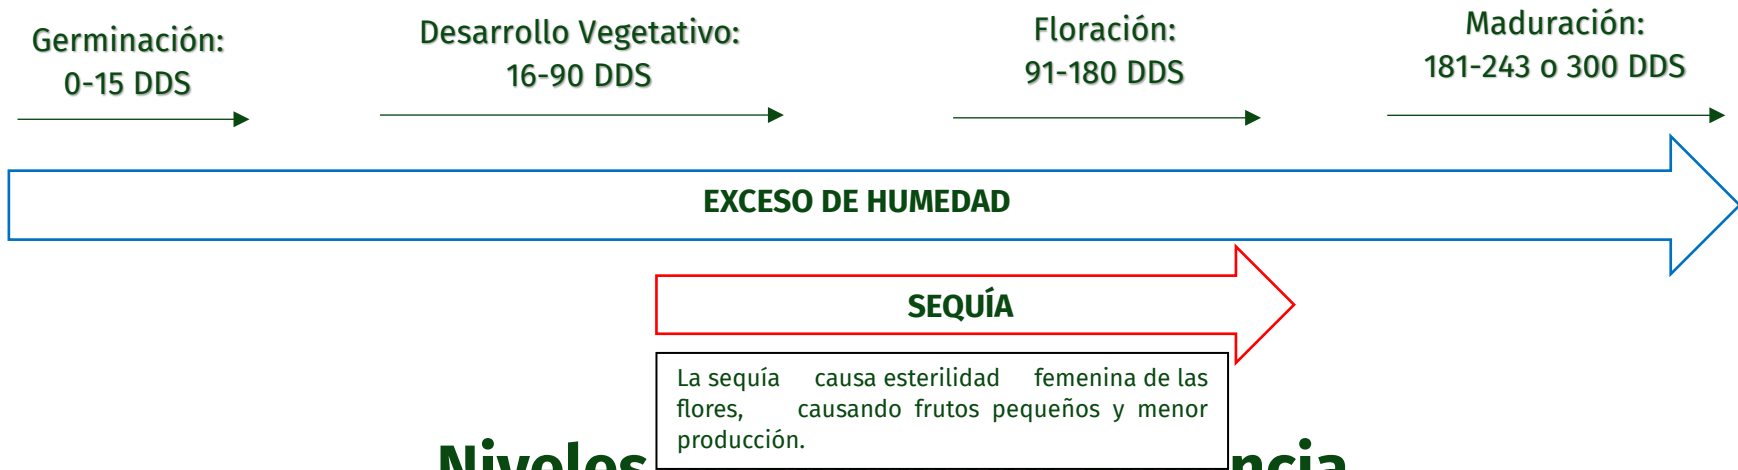 Germinación:
0-15 DDS
Desarrollo Vegetativo:
16-90 DDS
Floración:
91-180 DDS
Maduración:
181-243 o 300 DDS
EXCESO DE HUMEDAD
SEQUÍA
La sequía causa esterilidad femenina de las
flores, causando frutos pequeños y menor
producción.
Niveles